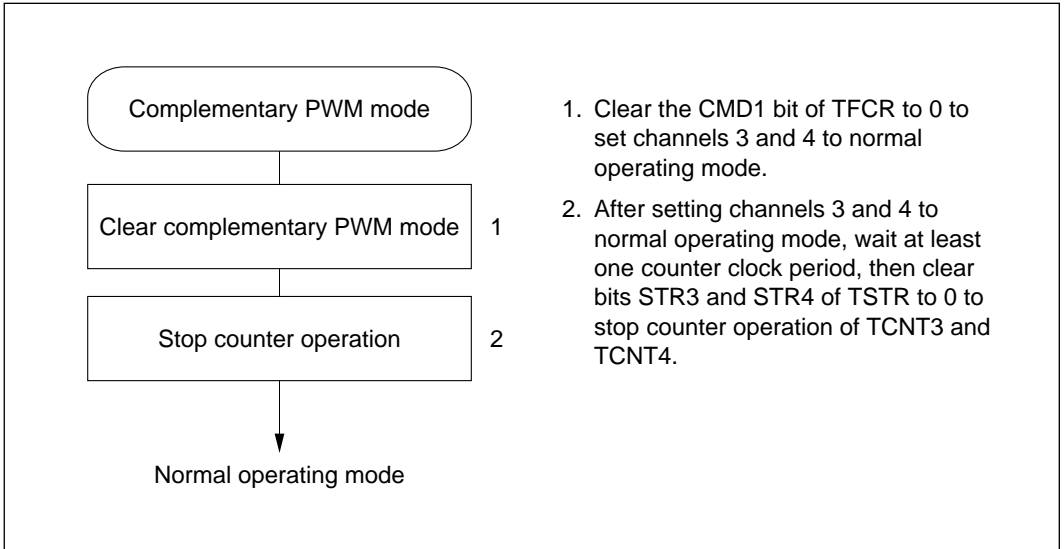 Complementary PWM mode
Clear complementary PWM mode 1
Stop counter operation 2
Normal operating mode
1. Clear the CMD1 bit of TFCR to 0 to
set channels 3 and 4 to normal
operating mode.
2. After setting channels 3 and 4 to
normal operating mode, wait at least
one counter clock period, then clear
bits STR3 and STR4 of TSTR to 0 to
stop counter operation of TCNT3 and
TCNT4.